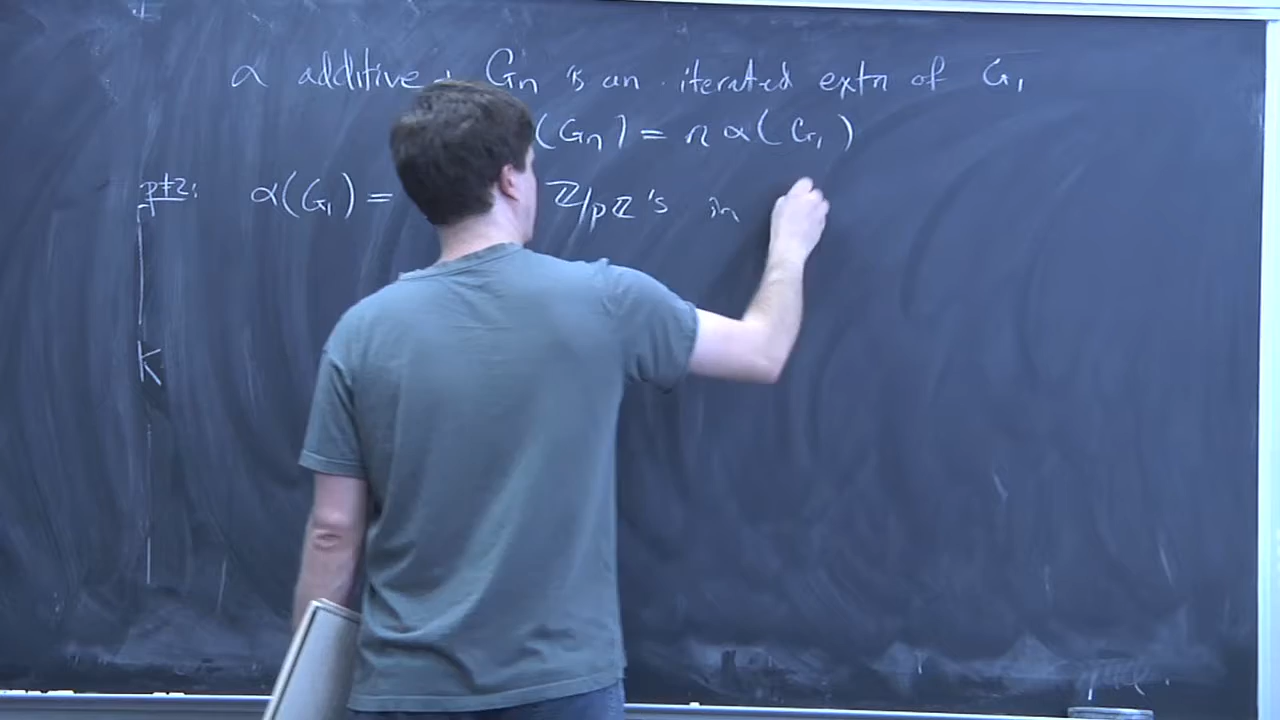 α additive, Gn is an iterated extn of G₁
(Gn) = n α(G₁)
p≠2: α(G₁) = ℤ/pℤ's in
K